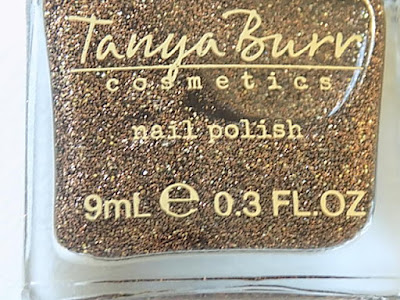 Tanya Burr
cosmetics
nail polish
9mL ℮ 0.3 FL.OZ